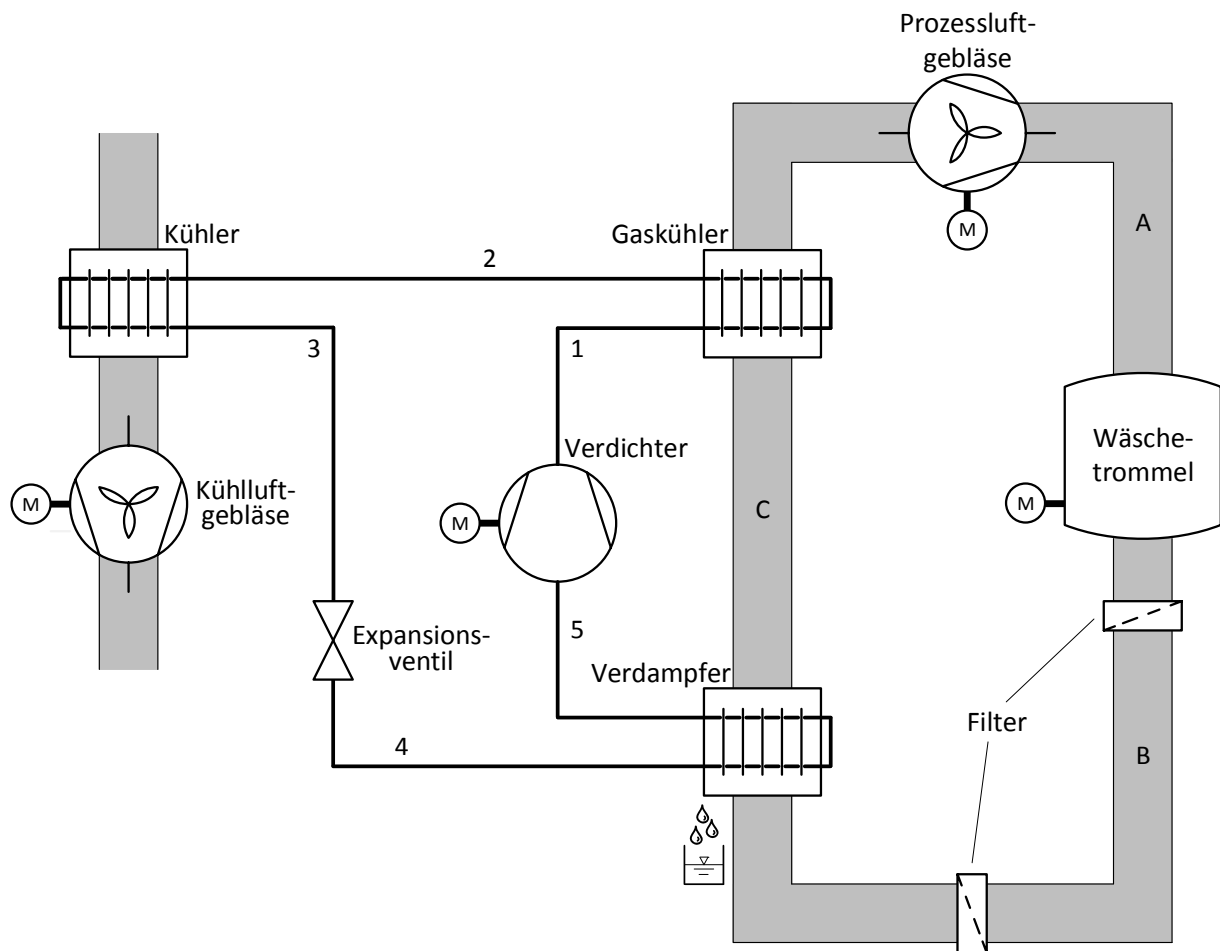 Prozessluft-
gebläse
M
A
Kühler
Gaskühler
2
3
1
Wäsche-
trommel
M
Verdichter
M
Kühlluft-
gebläse
M
C
5
Expansions-
ventil
Verdampfer
4
Filter
B